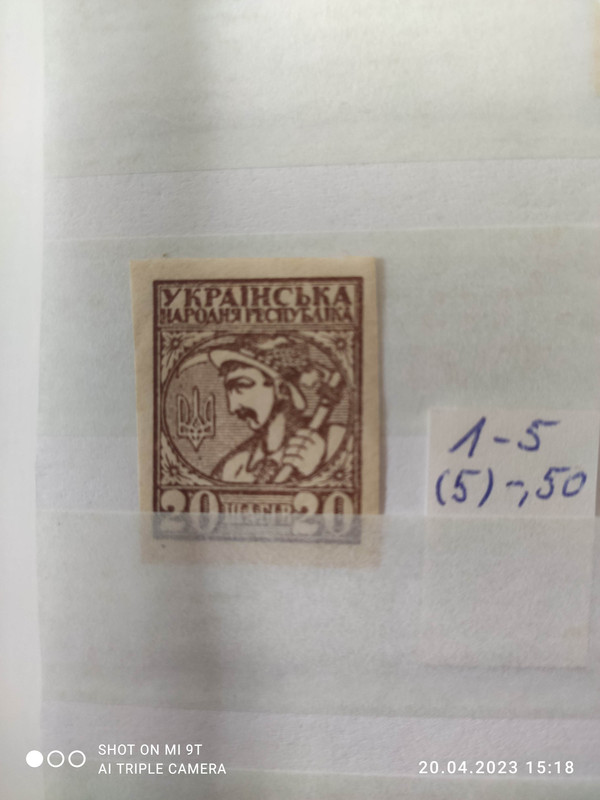 УКРАЇНСЬКА
НАРОДНЯ РЕСПУБЛІКА
20 ШАГІВ 20
1-5
(5) -,50
SHOT ON MI 9T
AI TRIPLE CAMERA
20.04.2023 15:18